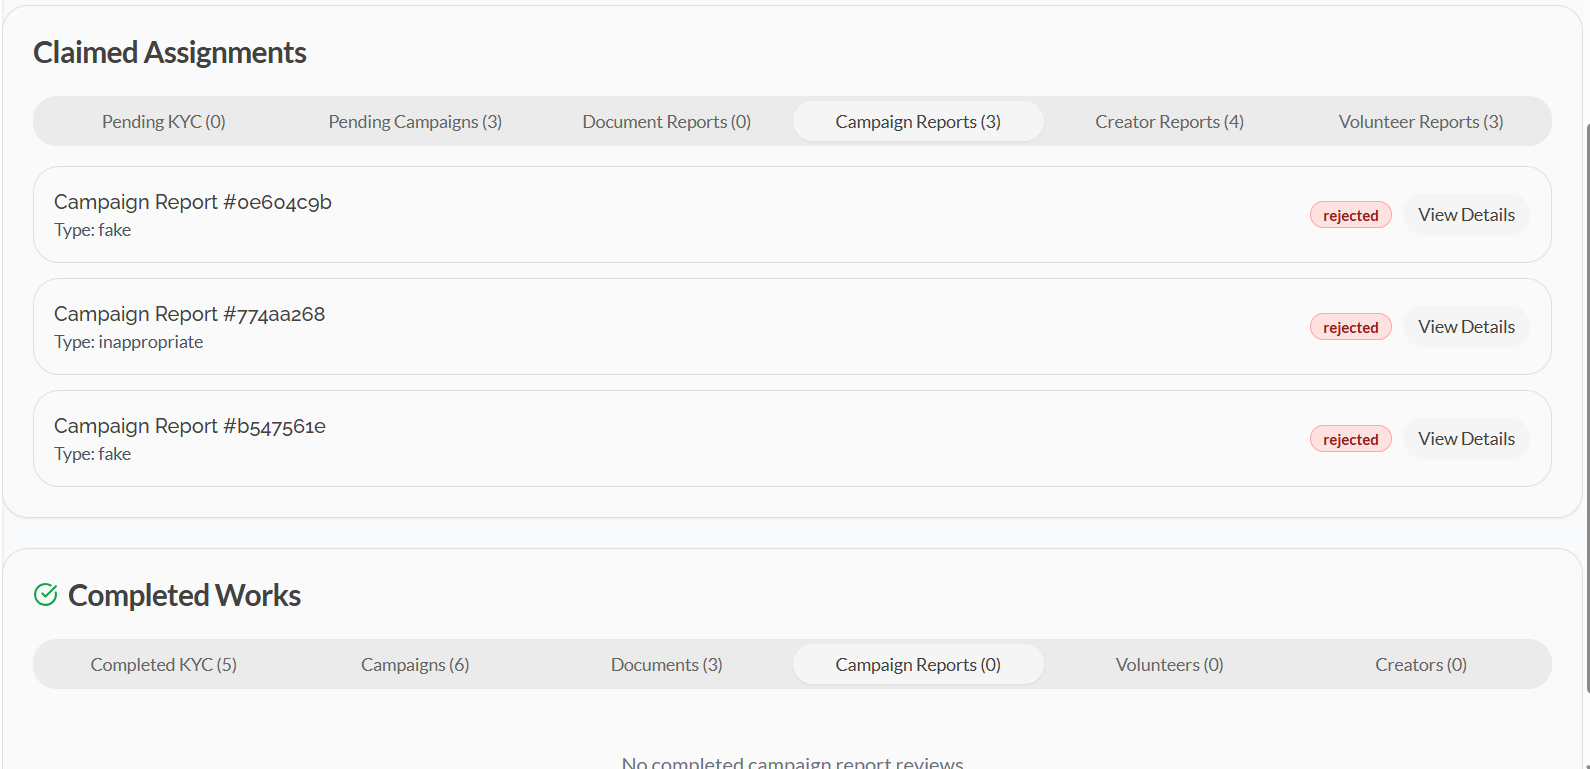 Claimed Assignments
Pending KYC (0) Pending Campaigns (3) Document Reports (0) Campaign Reports (3) Creator Reports (4) Volunteer Reports (3)
Campaign Report #0e604c9b
Type: fake
rejected View Details
Campaign Report #774aa268
Type: inappropriate
rejected View Details
Campaign Report #b547561e
Type: fake
rejected View Details
Completed Works
Completed KYC (5) Campaigns (6) Documents (3) Campaign Reports (0) Volunteers (0) Creators (0)
No completed campaign report reviews